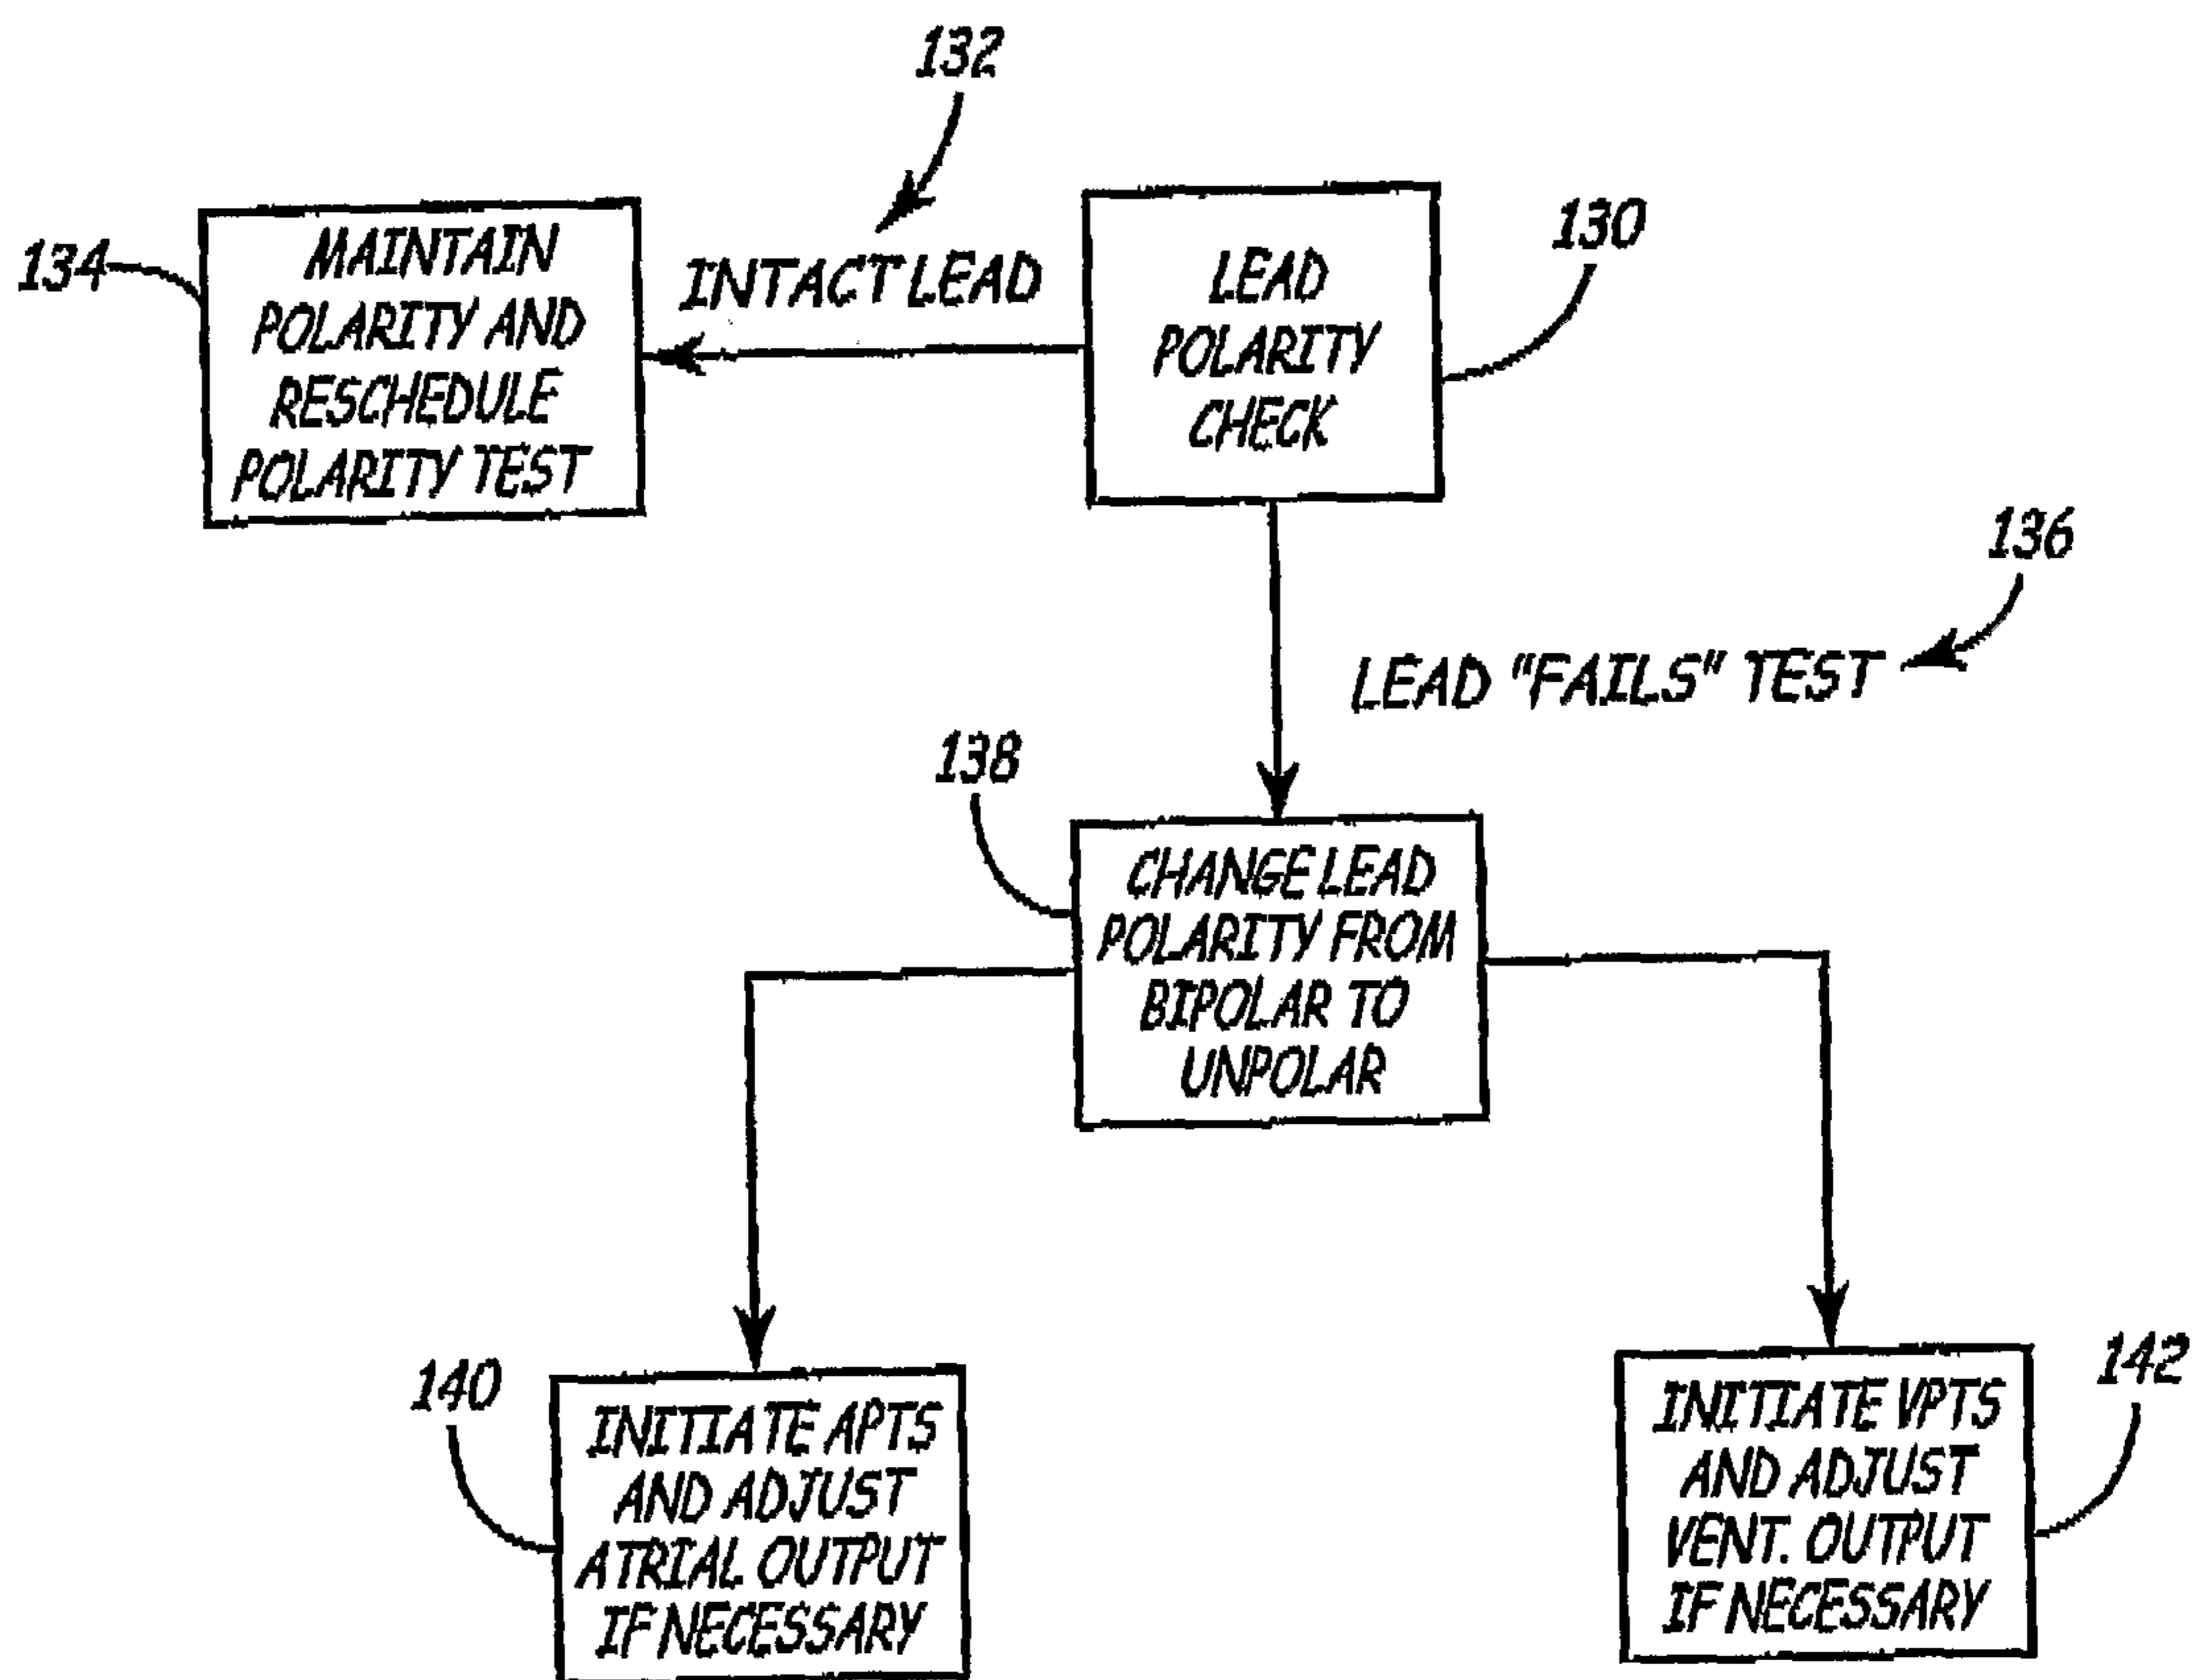 132
134
MAINTAIN
POLARITY AND
RESCHEDULE
POLARITY TEST
INTACT LEAD
LEAD
POLARITY
CHECK
130
136
LEAD "FAILS" TEST
138
CHANGE LEAD
POLARITY FROM
BIPOLAR TO
UNPOLAR
140
INITIATE APTS
AND ADJUST
ATRIAL OUTPUT
IF NECESSARY
INITIATE VPTS
AND ADJUST
VENT. OUTPUT
IF NECESSARY
142